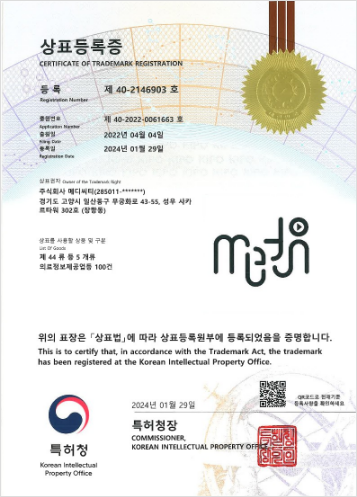 상표등록증
CERTIFICATE OF TRADEMARK REGISTRATION
등 록 제 40-2146903 호
Registration Number
출원번호 제 40-2022-0061663 호
Application Number
출원일 2022년 04월 04일
Filing Date
등록일 2024년 01월 29일
Registration Date
상표권자 Owner of the Trademark Right
주식회사 메디씨티(285011-*******)
경기도 고양시 일산동구 무궁화로 43-55, 성우 사카
르타워 302호 (장항동)
상표를 사용할 상품 및 구분
List Of Goods
제 44 류 등 5 개류
의료정보제공업등 100건
위의 표장은 「상표법」에 따라 상표등록원부에 등록되었음을 증명합니다.
This is to certify that, in accordance with the Trademark Act, the trademark
has been registered at the Korean Intellectual Property Office.
2024년 01월 29일
QR코드로 현재기준
등록사항을 확인하세요
특허청장
COMMISSIONER,
KOREAN INTELLECTUAL PROPERTY OFFICE
특허청
Korean Intellectual
Property Office